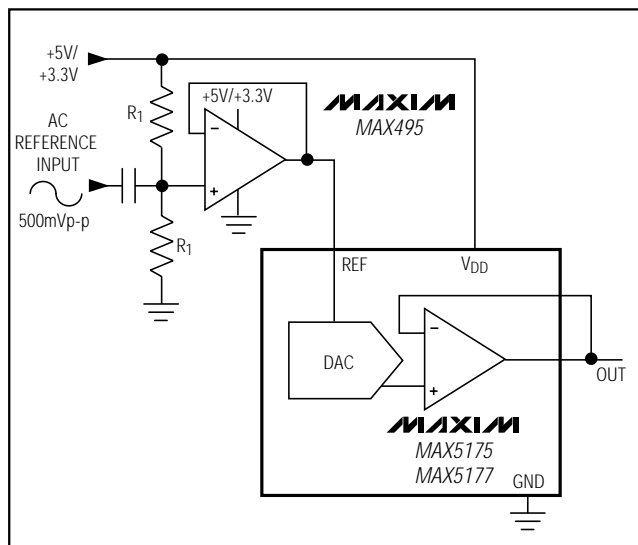 +5V/
+3.3V
R1
+5V/+3.3V
MAXIM
MAX495
AC
REFERENCE
INPUT
500mVp-p
−
+
R1
REF
VDD
DAC
−
+
OUT
MAXIM
MAX5175
MAX5177
GND